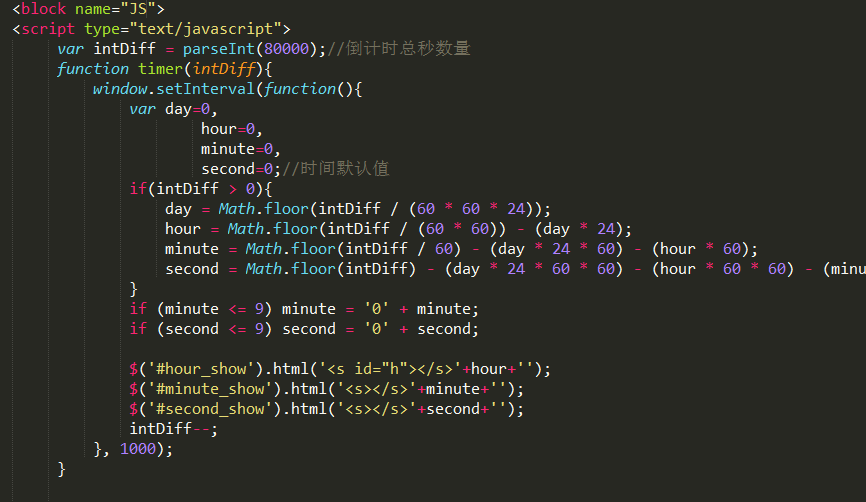 <block name="JS">
<script type="text/javascript">
var intDiff = parseInt(80000);//倒计时总秒数量
function timer(intDiff){
window.setInterval(function(){
var day=0,
hour=0,
minute=0,
second=0;//时间默认值
if(intDiff > 0){
day = Math.floor(intDiff / (60 * 60 * 24));
hour = Math.floor(intDiff / (60 * 60)) - (day * 24);
minute = Math.floor(intDiff / 60) - (day * 24 * 60) - (hour * 60);
second = Math.floor(intDiff) - (day * 24 * 60 * 60) - (hour * 60 * 60) - (minu
}
if (minute <= 9) minute = '0' + minute;
if (second <= 9) second = '0' + second;
$('#hour_show').html('<s id="h"></s>'+hour+'');
$('#minute_show').html('<s></s>'+minute+'');
$('#second_show').html('<s></s>'+second+'');
intDiff--;
}, 1000);
}